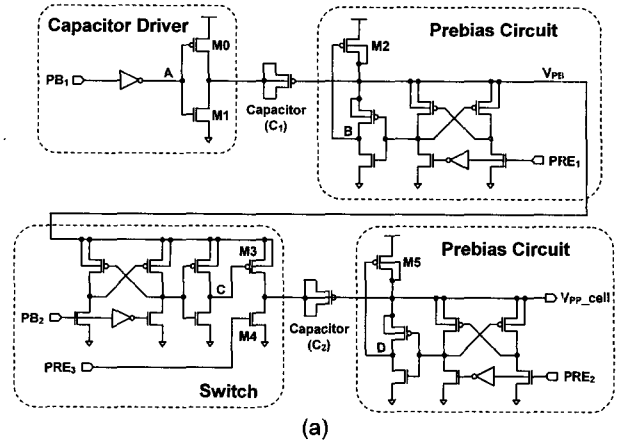 Capacitor Driver
Prebias Circuit
M0
M2
PB1
A
VPB
M1
Capacitor
(C1)
B
PRE1
Prebias Circuit
M3
M5
C
PB2
VPP_cell
Capacitor
(C2)
M4
D
PRE3
PRE2
Switch
(a)